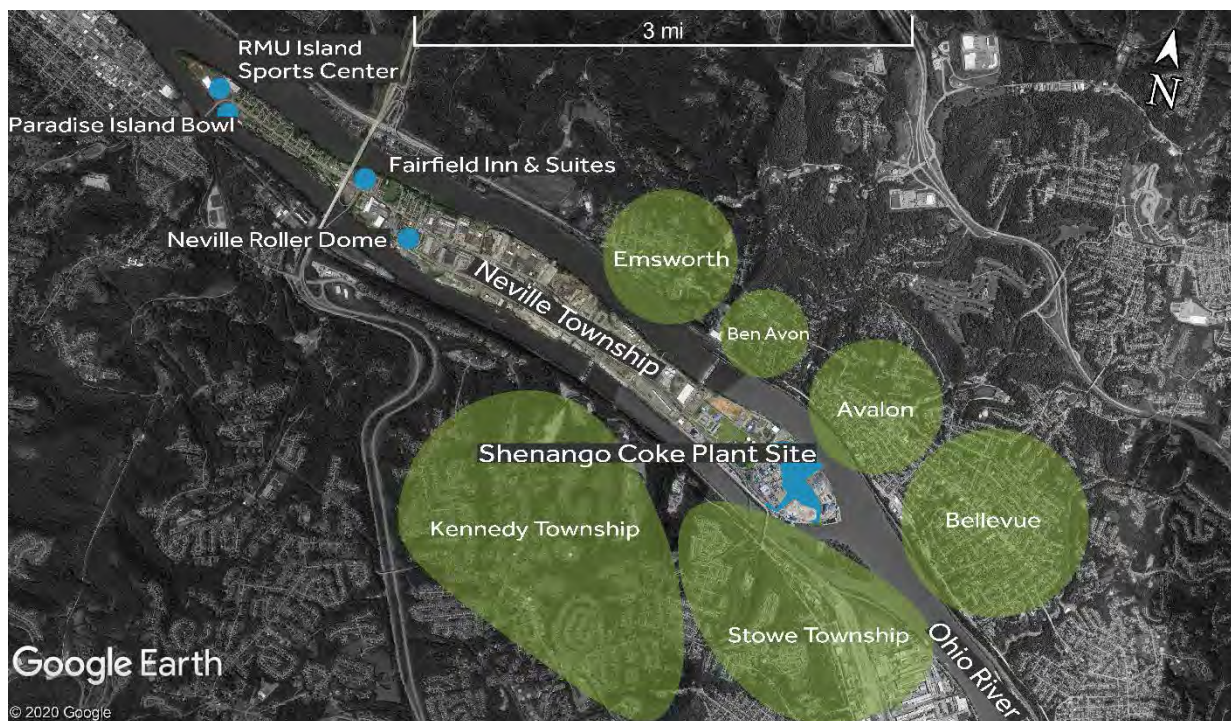 3 mi
N
RMU Island
Sports Center
Paradise Island Bowl
Fairfield Inn & Suites
Neville Roller Dome
Emsworth
Neville Township
Ben Avon
Avalon
Shenango Coke Plant Site
Bellevue
Kennedy Township
Stowe Township
Ohio River
Google Earth
© 2020 Google